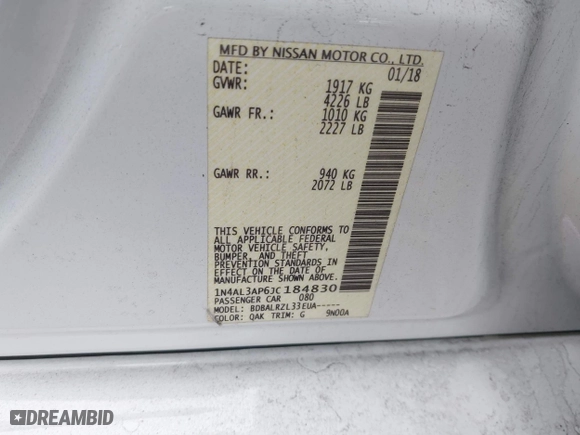 MFD BY NISSAN MOTOR CO., LTD.
DATE: 01/18
GVWR: 1917 KG
4226 LB
GAWR FR.: 1010 KG
2227 LB
GAWR RR.: 940 KG
2072 LB
THIS VEHICLE CONFORMS TO
ALL APPLICABLE FEDERAL
MOTOR VEHICLE SAFETY,
BUMPER, AND THEFT
PREVENTION STANDARDS IN
EFFECT ON THE DATE OF
MANUFACTURE SHOWN ABOVE.
1N4AL3AP6JC184830
PASSENGER CAR 080
MODEL: BDBALRZL33EUA-----
COLOR: QAK TRIM: G 9N00A
DREAMBID